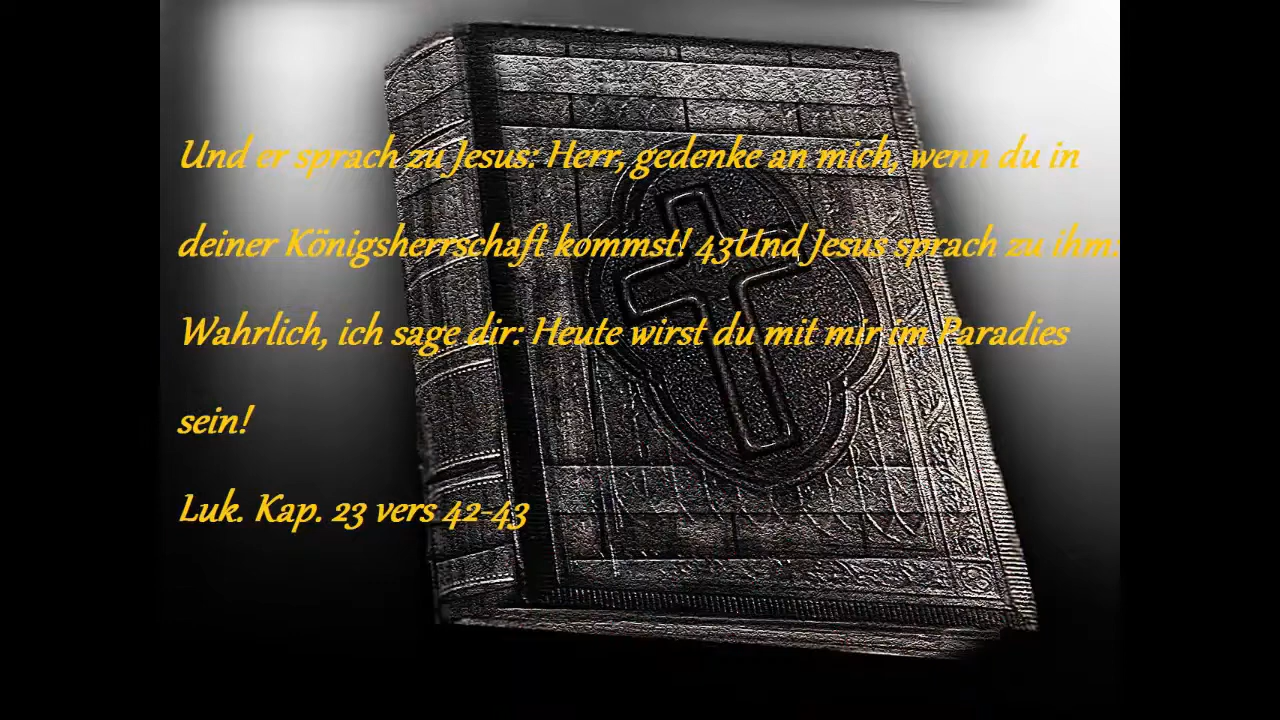 Und er sprach zu Jesus: Herr, gedenke an mich, wenn du in
deiner Königsherrschaft kommst! 43Und Jesus sprach zu ihm:
Wahrlich, ich sage dir: Heute wirst du mit mir im Paradies
sein!
Luk. Kap. 23 vers 42-43